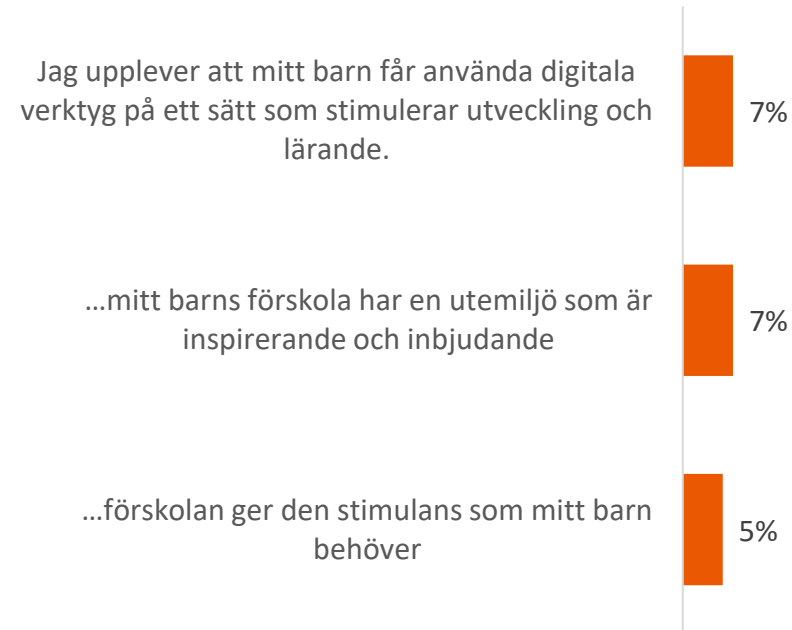 Jag upplever att mitt barn får använda digitala
verktyg på ett sätt som stimulerar utveckling och
lärande.
7%
…mitt barns förskola har en utemiljö som är
inspirerande och inbjudande
7%
…förskolan ger den stimulans som mitt barn
behöver
5%